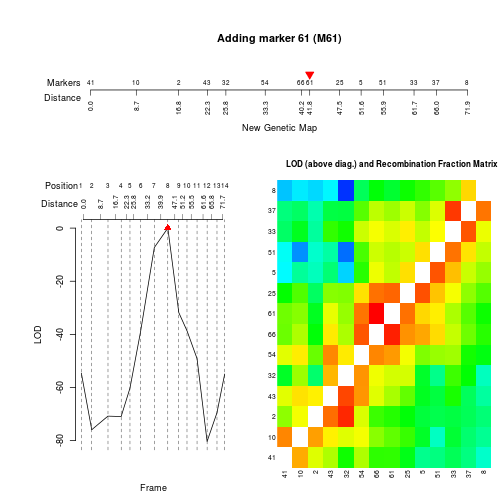 Adding marker 61 (M61)
Markers 41 10 2 43 32 54 66 61 25 5 51 33 37 8
Distance 0.0 8.7 16.8 22.3 25.8 33.3 40.2 41.8 47.5 51.6 55.9 61.7 66.0 71.9
New Genetic Map
LOD (above diag.) and Recombination Fraction Matrix
Position 1 2 3 4 5 6 7 8 9 10 11 12 13 14
Distance 0.0 8.7 16.7 22.3 25.8 33.2 39.9 47.1 51.2 55.5 61.6 65.8 71.7
0
-20
-40
-60
-80
LOD
Frame
8
37
33
51
5
25
61
66
54
32
43
2
10
41
41 10 2 43 32 54 66 61 25 5 51 33 37 8